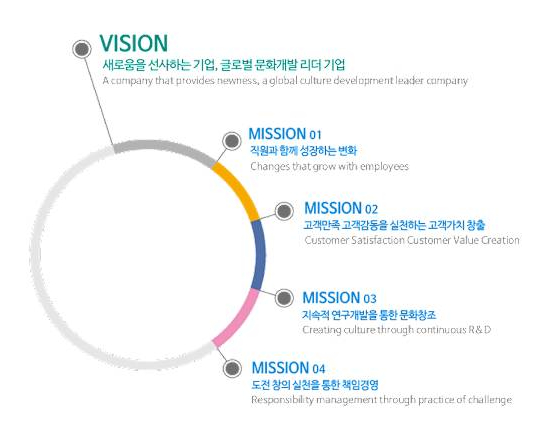 VISION
새로움을 선사하는 기업, 글로벌 문화개발 리더 기업
A company that provides newness, a global culture development leader company
MISSION 01
직원과 함께 성장하는 변화
Changes that grow with employees
MISSION 02
고객만족 고객감동을 실천하는 고객가치 창출
Customer Satisfaction Customer Value Creation
MISSION 03
지속적 연구개발을 통한 문화창조
Creating culture through continuous R&D
MISSION 04
도전 창의 실천을 통한 책임경영
Responsibility management through practice of challenge